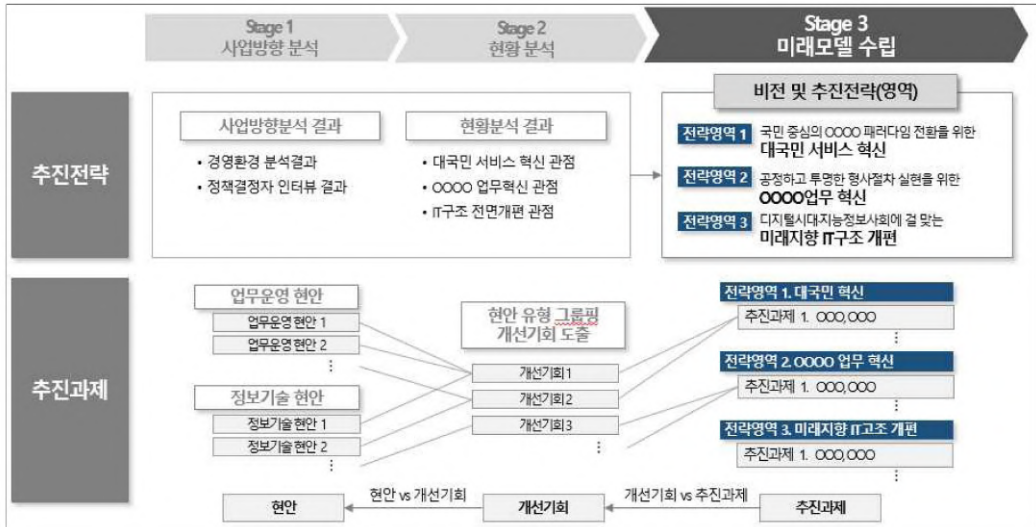 Stage 1
사업방향 분석
Stage 2
현황 분석
Stage 3
미래모델 수립
추진전략
사업방향분석 결과
• 경영환경 분석결과
• 정책결정자 인터뷰 결과
현황분석 결과
• 대국민 서비스 혁신 관점
• OOOO 업무혁신 관점
• IT구조 전면개편 관점
비전 및 추진전략(영역)
전략영역 1
국민 중심의 OOOO 패러다임 전환을 위한
대국민 서비스 혁신
전략영역 2
공정하고 투명한 형사절차 실현을 위한
OOOO업무 혁신
전략영역 3
디지털시대지능정보사회에 걸 맞는
미래지향 IT구조 개편
추진과제
업무운영 현안
업무운영 현안 1
업무운영 현안 2
⋮
정보기술 현안
정보기술 현안 1
정보기술 현안 2
⋮
현안 유형 그룹핑
개선기회 도출
개선기회 1
개선기회2
개선기회3
⋮
전략영역 1. 대국민 혁신
추진과제 1. OOO,OOO
⋮
전략영역 2. OOOO 업무 혁신
추진과제 1. OOO,OOO
⋮
전략영역 3. 미래지향 IT고조 개편
추진과제 1. OOO,OOO
⋮
현안
현안 vs 개선기회
개선기회
개선기회 vs 추진과제
추진과제